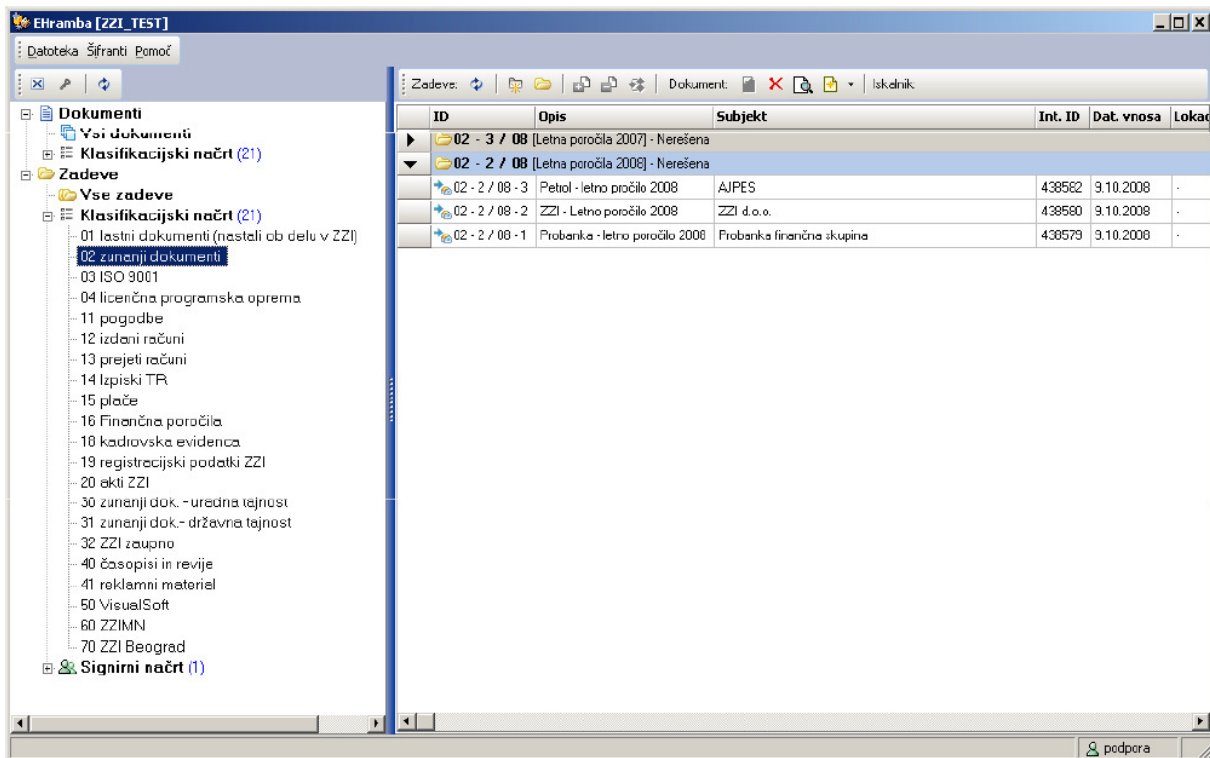 EHramba [ZZI_TEST]
Datoteka Šifranti Pomoč
Dokumenti
Vsi dokumenti
Klasifikacijski načrt (21)
Zadeve
Vse zadeve
Klasifikacijski načrt (21)
01 lastni dokumenti (nastali ob delu v ZZI)
02 zunanji dokumenti
03 ISO 9001
04 licenčna programska oprema
11 pogodbe
12 izdani računi
13 prejeti računi
14 Izpiski TR
15 plače
16 Finančna poročila
18 kadrovska evidenca
19 registracijski podatki ZZI
20 akti ZZI
30 zunanji dok. - uradna tajnost
31 zunanji dok.- državna tajnost
32 ZZI zaupno
40 časopisi in revije
41 reklamni material
50 VisualSoft
60 ZZIMN
70 ZZI Beograd
Signirni načrt (1)
Zadeve: Dokument: Iskalnik
ID Opis Subjekt Int. ID Dat. vnosa Lokac
02 - 3 / 08 [Letna poročila 2007] - Nerešena
02 - 2 / 08 [Letna poročila 2008] - Nerešena
02 - 2 / 08 - 3 Petrol - letno pročilo 2008 AJPES 438582 9.10.2008 -
02 - 2 / 08 - 2 ZZI - Letno poročilo 2008 ZZI d.o.o. 438580 9.10.2008 -
02 - 2 / 08 - 1 Probanka - letno poročilo 2008 Probanka finančna skupina 438579 9.10.2008 -
podpora